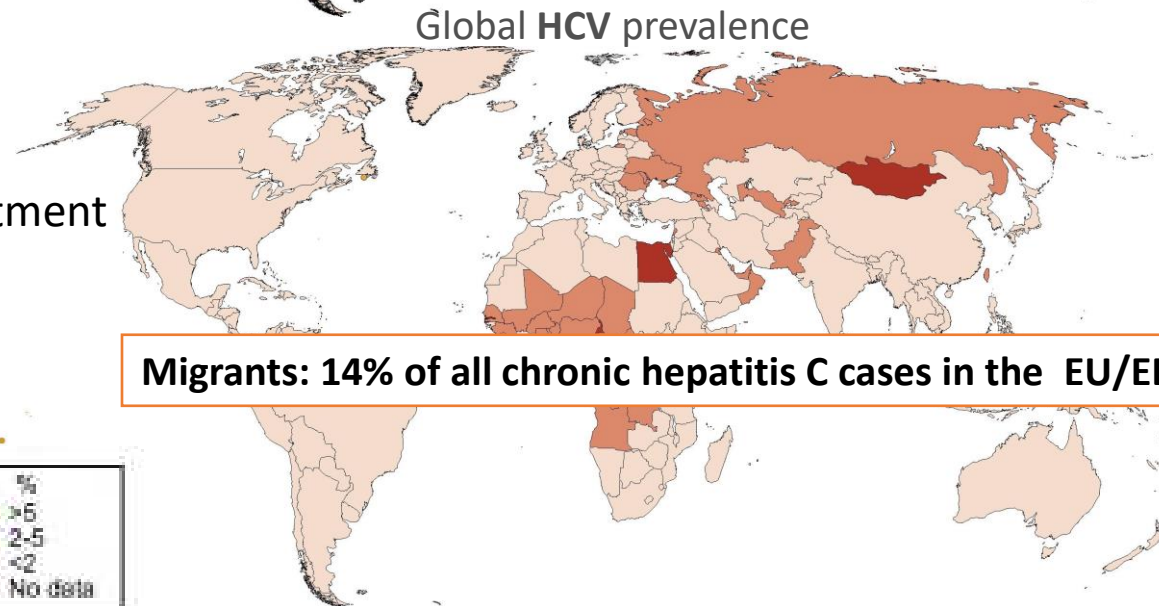 Global HCV prevalence
tment
Migrants: 14% of all chronic hepatitis C cases in the EU/E
%
>5
2-5
<2
No data